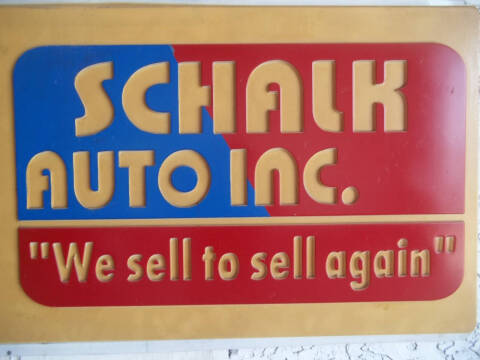 SCHALK
AUTO INC.
"We sell to sell again"